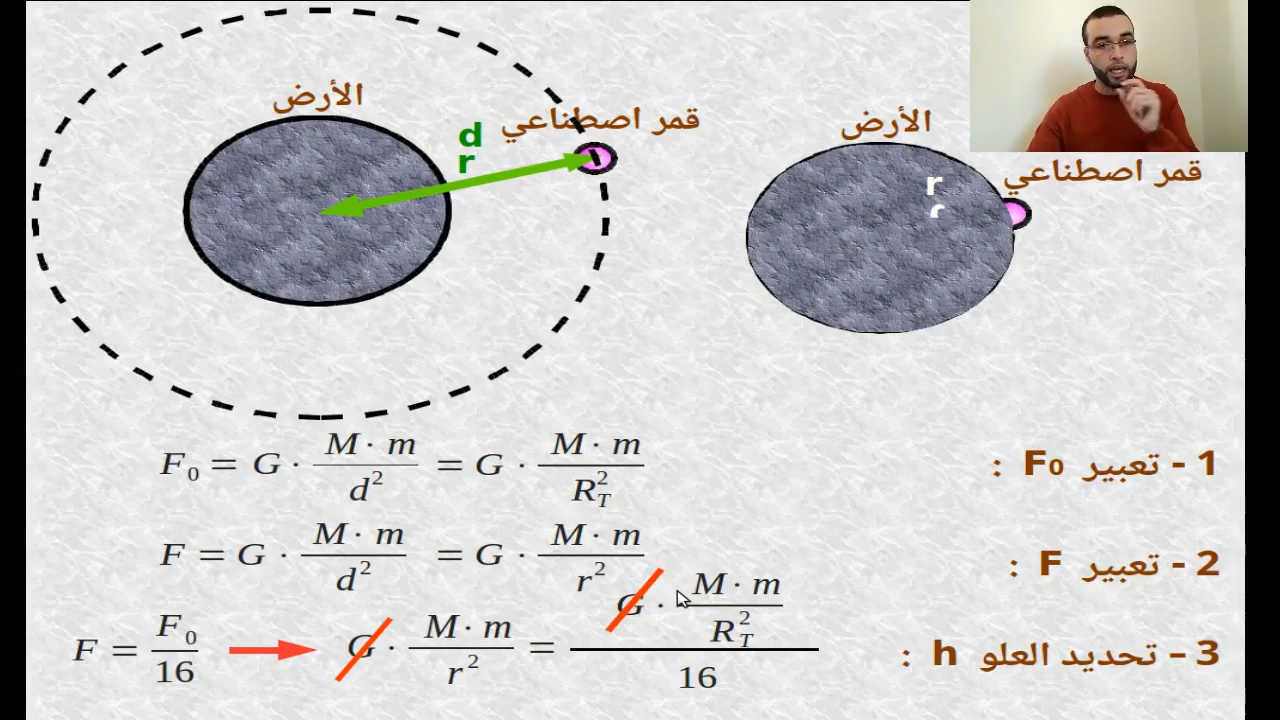 الأرض
قمر اصطناعي
d
r
الأرض
قمر اصطناعي
r
r
1 - تعبير F₀ :
F₀ = G · M · m / d² = G · M · m / R_T²
2 - تعبير F :
F = G · M · m / d² = G · M · m / r²
3 – تحديد العلو h :
F = F₀ / 16 → G · M · m / r² = G · M · m / R_T² / 16